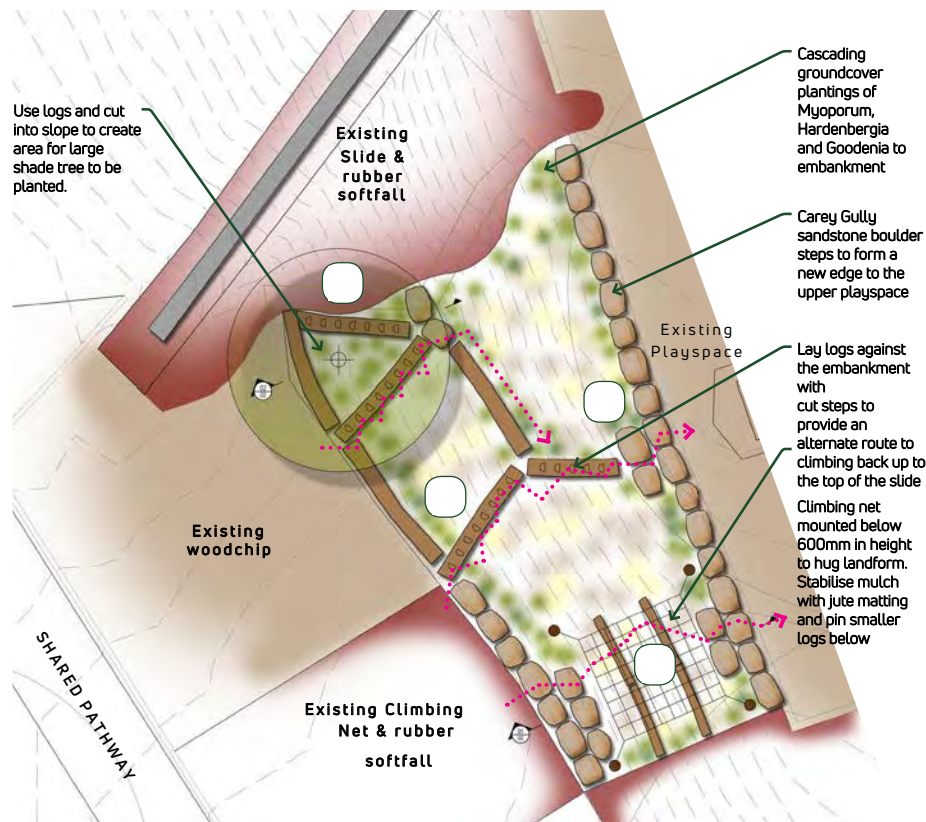 Cascading
groundcover
plantings of
Myoporum,
Hardenbergia
and Goodenia to
embankment
Use logs and cut
into slope to create
area for large
shade tree to be
planted.
Existing
Slide &
rubber
softfall
Carey Gully
sandstone boulder
steps to form a
new edge to the
upper playspace
Existing
Playspace
Lay logs against
the embankment
with
cut steps to
provide an
alternate route to
climbing back up to
the top of the slide
Climbing net
mounted below
600mm in height
to hug landform.
Stabilise mulch
with jute matting
and pin smaller
logs below
Existing
woodchip
SHARED PATHWAY
Existing Climbing
Net & rubber
softfall